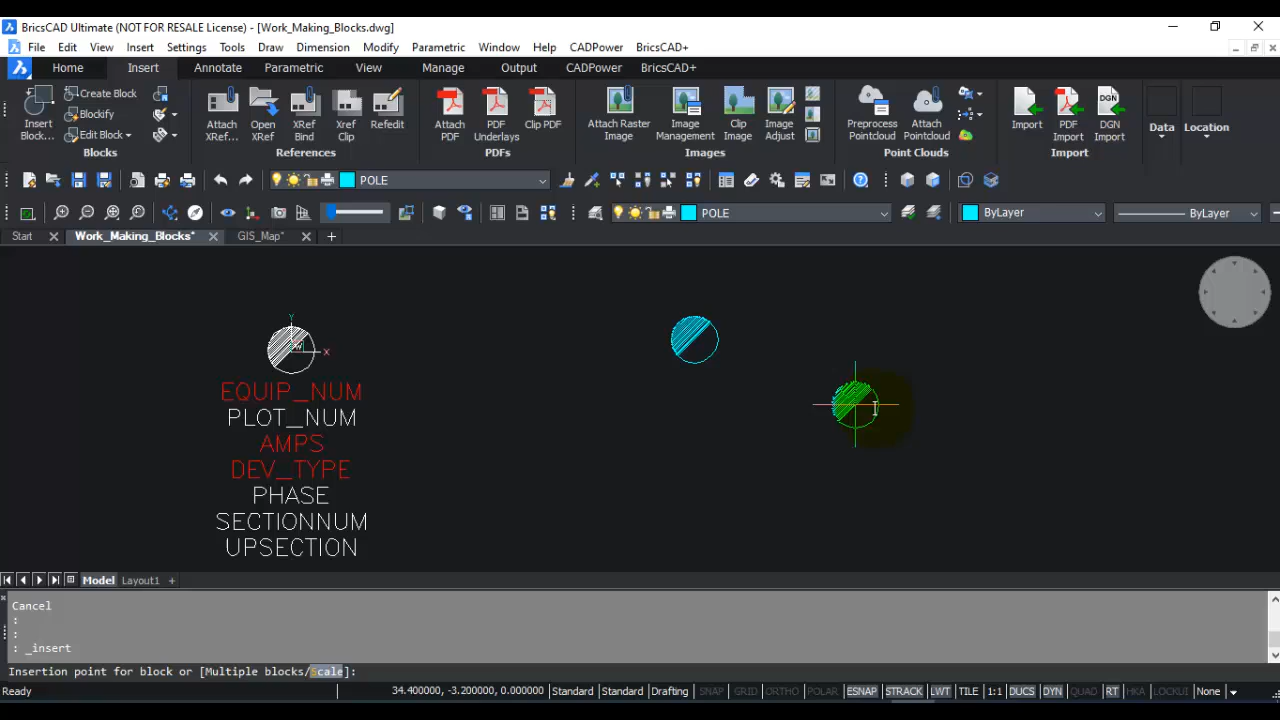 BricsCAD Ultimate (NOT FOR RESALE License) - [Work_Making_Blocks.dwg]
File Edit View Insert Settings Tools Draw Dimension Modify Parametric Window Help CADPower BricsCAD+
Home Insert Annotate Parametric View Manage Output CADPower BricsCAD+
Insert Block...
Create Block
Blockify
Edit Block
Blocks
Attach XRef...
Open XRef
XRef Bind
Xref Clip
Refedit
References
Attach PDF
PDF Underlays
Clip PDF
PDFs
Attach Raster Image
Image Management
Clip Image
Image Adjust
Images
Preprocess Pointcloud
Attach Pointcloud
Point Clouds
Import
PDF Import
DGN
DGN Import
Import
Data
Location
POLE
POLE ByLayer ByLayer
Start Work_Making_Blocks* GIS_Map*
Y
W
X
EQUIP_NUM
PLOT_NUM
AMPS
DEV_TYPE
PHASE
SECTIONNUM
UPSECTION
Model Layout1
Cancel
:
:
: _insert
Insertion point for block or [Multiple blocks/Scale]:
Ready 34.400000, -3.200000, 0.000000 Standard Standard Drafting SNAP GRID ORTHO POLAR ESNAP STRACK LWT TILE 1:1 DUCS DYN QUAD RT HKA LOCKUI None